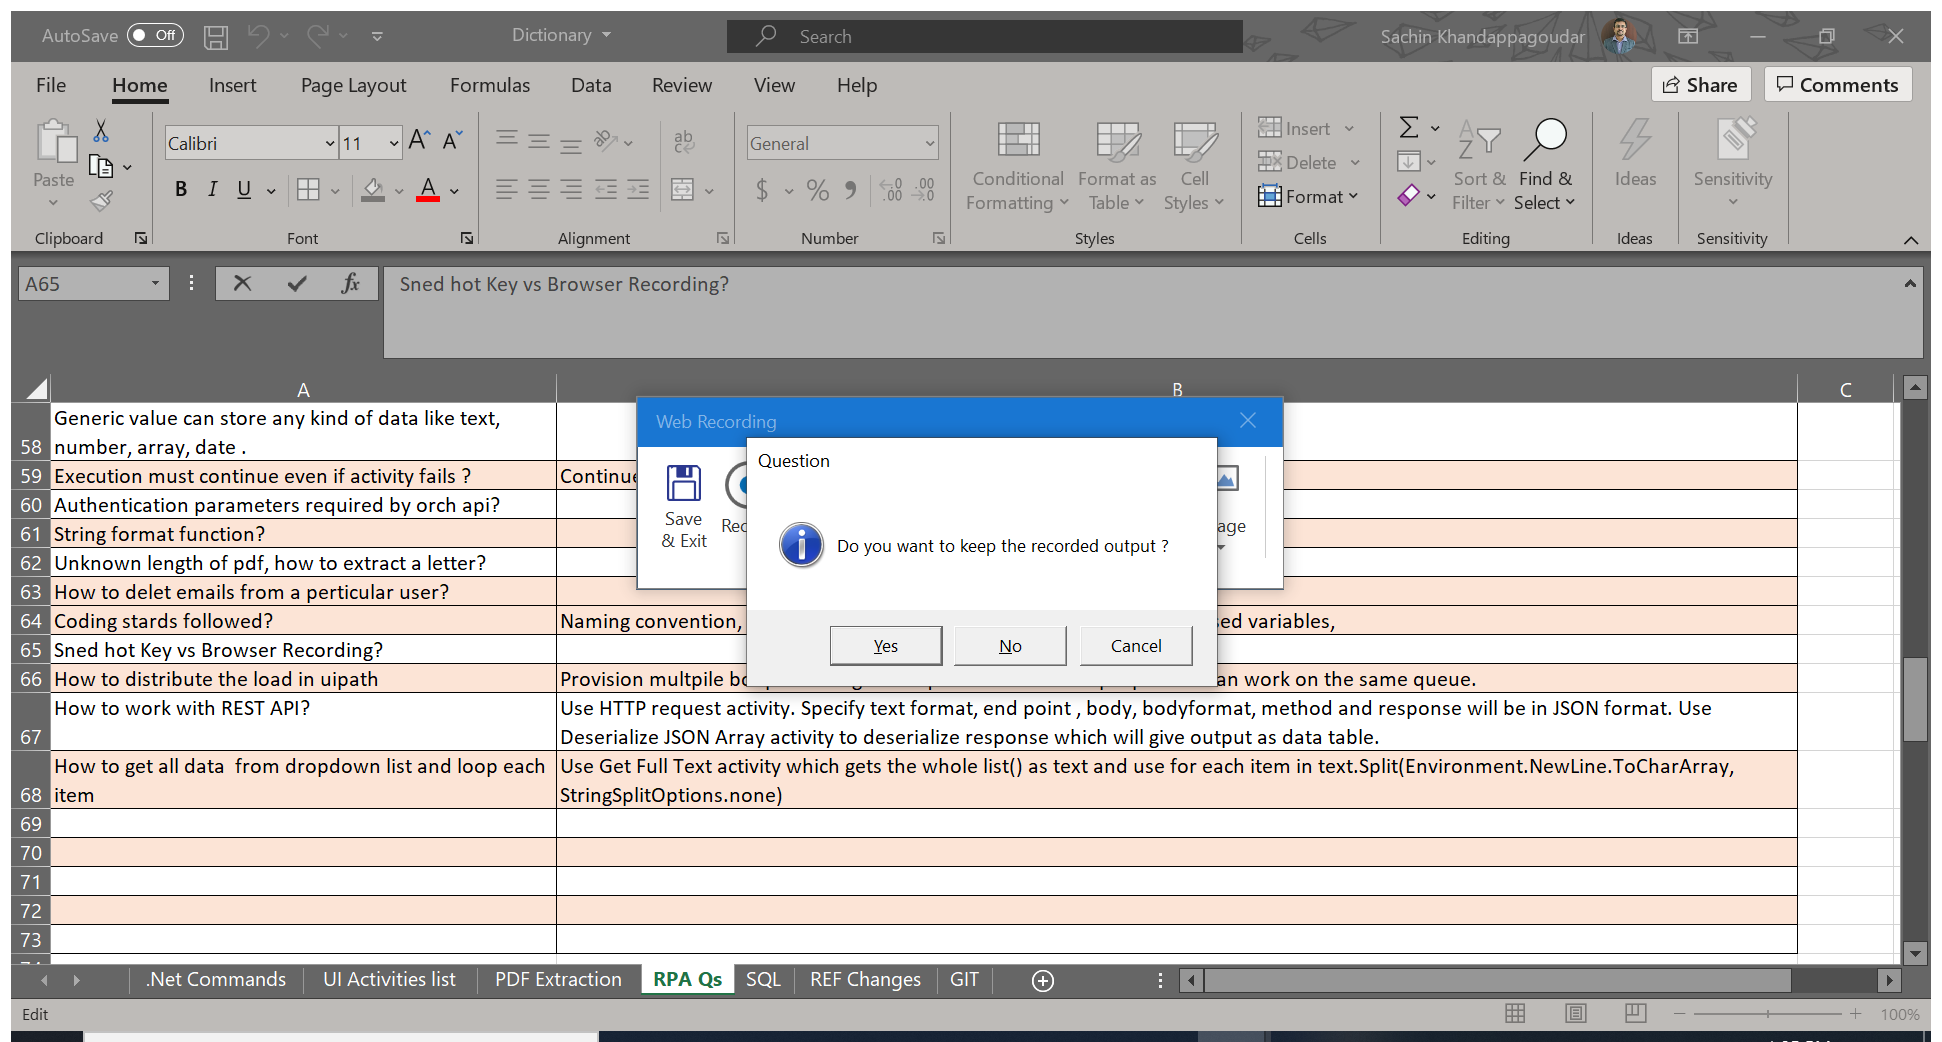 AutoSave Off Dictionary Search Sachin Khandappagoudar
File Home Insert Page Layout Formulas Data Review View Help Share Comments
Paste
Calibri 11
B I U A
General
$ % 9
Conditional Formatting
Format as Table
Cell Styles
Insert
Delete
Format
Sort & Filter
Find & Select
Ideas
Sensitivity
Clipboard Font Alignment Number Styles Cells Editing Ideas Sensitivity
A65 fx Sned hot Key vs Browser Recording?
A B C
58 Generic value can store any kind of data like text,
number, array, date .
59 Execution must continue even if activity fails ?
60 Authentication parameters required by orch api?
61 String format function?
62 Unknown length of pdf, how to extract a letter?
63 How to delet emails from a perticular user?
64 Coding stards followed? Naming convention, variables,
65 Sned hot Key vs Browser Recording?
66 How to distribute the load in uipath Provision multpile work on the same queue.
67 How to work with REST API? Use HTTP request activity. Specify text format, end point , body, bodyformat, method and response will be in JSON format. Use
Deserialize JSON Array activity to deserialize response which will give output as data table.
68 How to get all data from dropdown list and loop each Use Get Full Text activity which gets the whole list() as text and use for each item in text.Split(Environment.NewLine.ToCharArray,
item StringSplitOptions.none)
69
70
71
72
73
Web Recording
Save
& Exit
Question
Do you want to keep the recorded output ?
Yes No Cancel
.Net Commands UI Activities list PDF Extraction RPA Qs SQL REF Changes GIT
Edit 100%